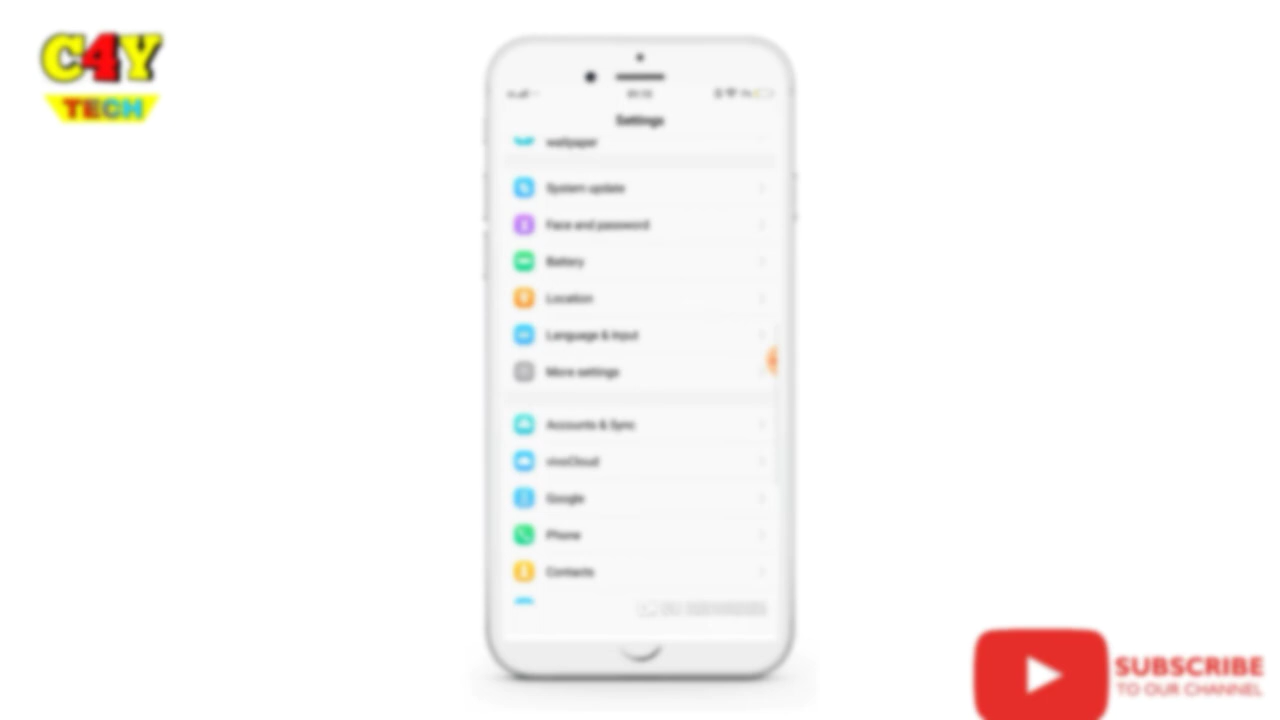 C4Y
TECH
Settings
wallpaper
System update
Face and password
Battery
Location
Language & input
More settings
Accounts & Sync
vivoCloud
Google
Phone
Contacts
SUBSCRIBE
TO OUR CHANNEL